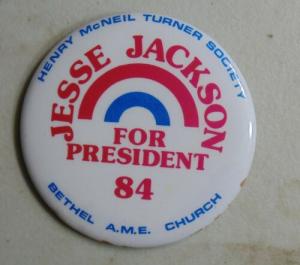 HENRY McNEIL TURNER SOCIETY
JESSE JACKSON
FOR
PRESIDENT
84
BETHEL A.M.E. CHURCH